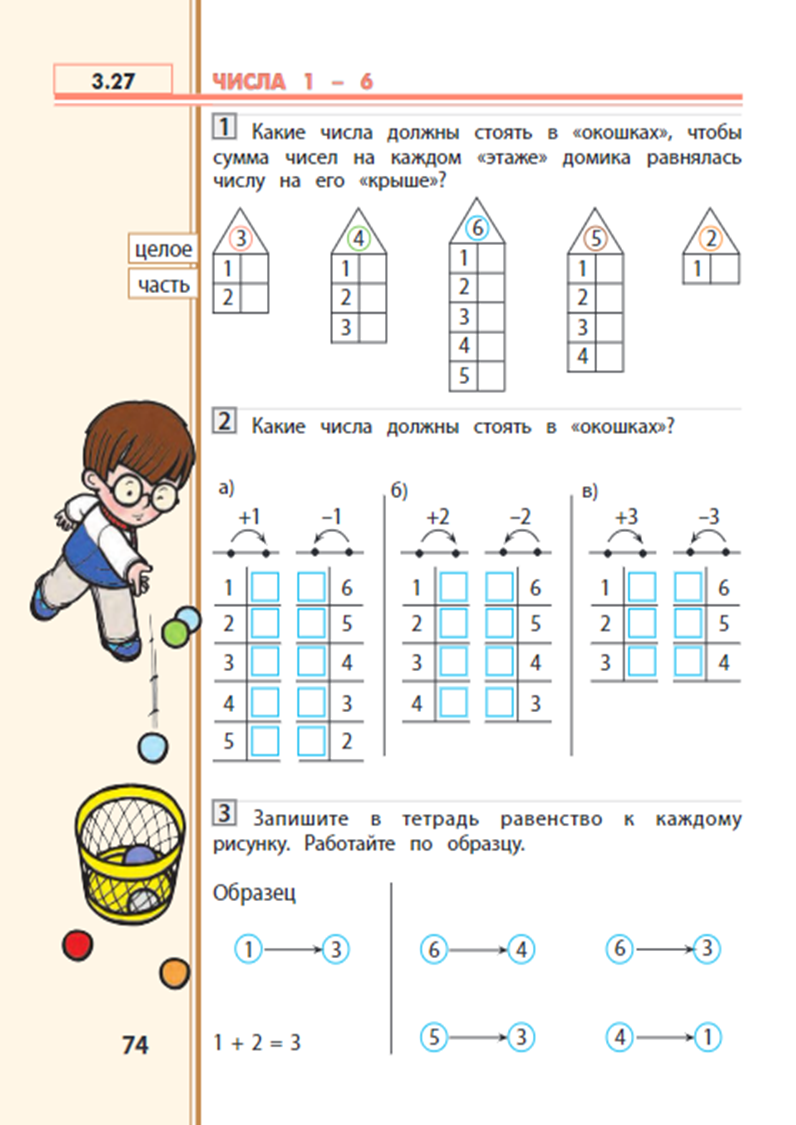 3.27
ЧИСЛА 1 – 6
1 Какие числа должны стоять в «окошках», чтобы
сумма чисел на каждом «этаже» домика равнялась
числу на его «крыше»?
целое
часть
3 4 6 5 2
1 1 1 1 1
2 2 2 2
3 3 3
4 4
5
2 Какие числа должны стоять в «окошках»?
а) б) в)
+1 –1 +2 –2 +3 –3
1 6 1 6 1 6
2 5 2 5 2 5
3 4 3 4 3 4
4 3 4 3
5 2
3 Запишите в тетрадь равенство к каждому
рисунку. Работайте по образцу.
Образец
1 3 6 4 6 3
1 + 2 = 3
5 3 4 1
74